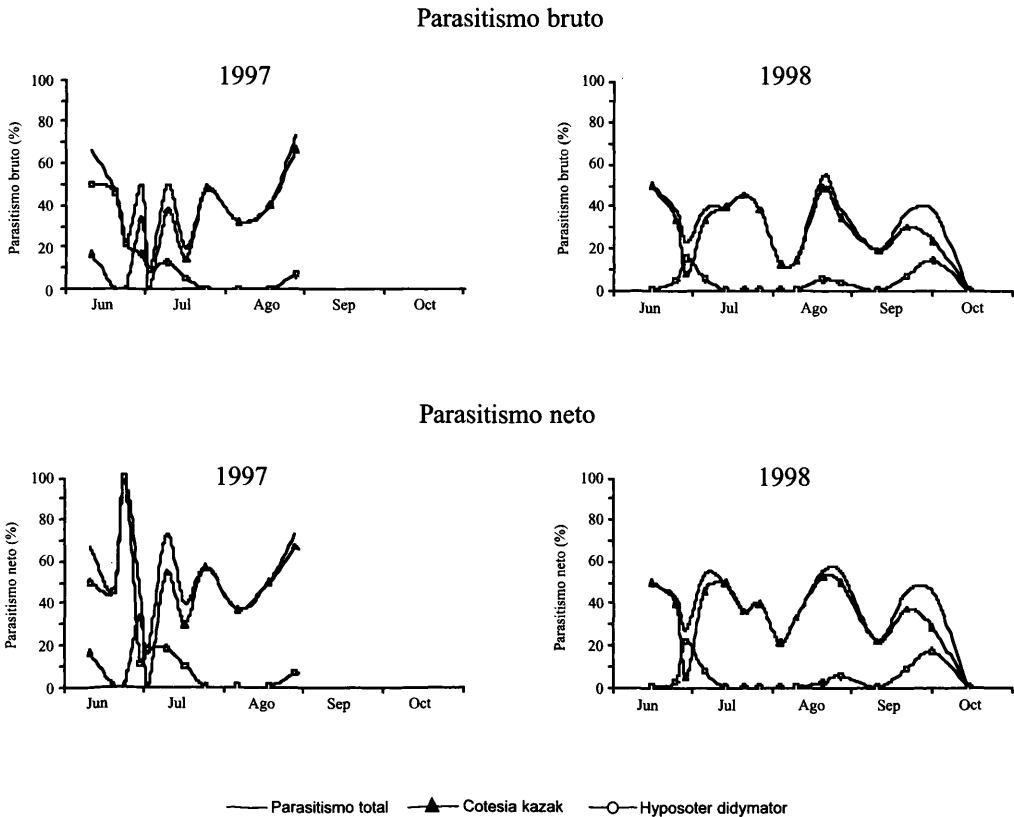 Parasitismo bruto
1997
Parasitismo bruto (%)
100
80
60
40
20
0
Jun Jul Ago Sep Oct
1998
Parasitismo bruto (%)
100
80
60
40
20
0
Jun Jul Ago Sep Oct
Parasitismo neto
1997
Parasitismo neto (%)
100
80
60
40
20
0
Jun Jul Ago Sep Oct
1998
Parasitismo neto (%)
100
80
60
40
20
0
Jun Jul Ago Sep Oct
Parasitismo total Cotesia kazak Hyposoter didymator